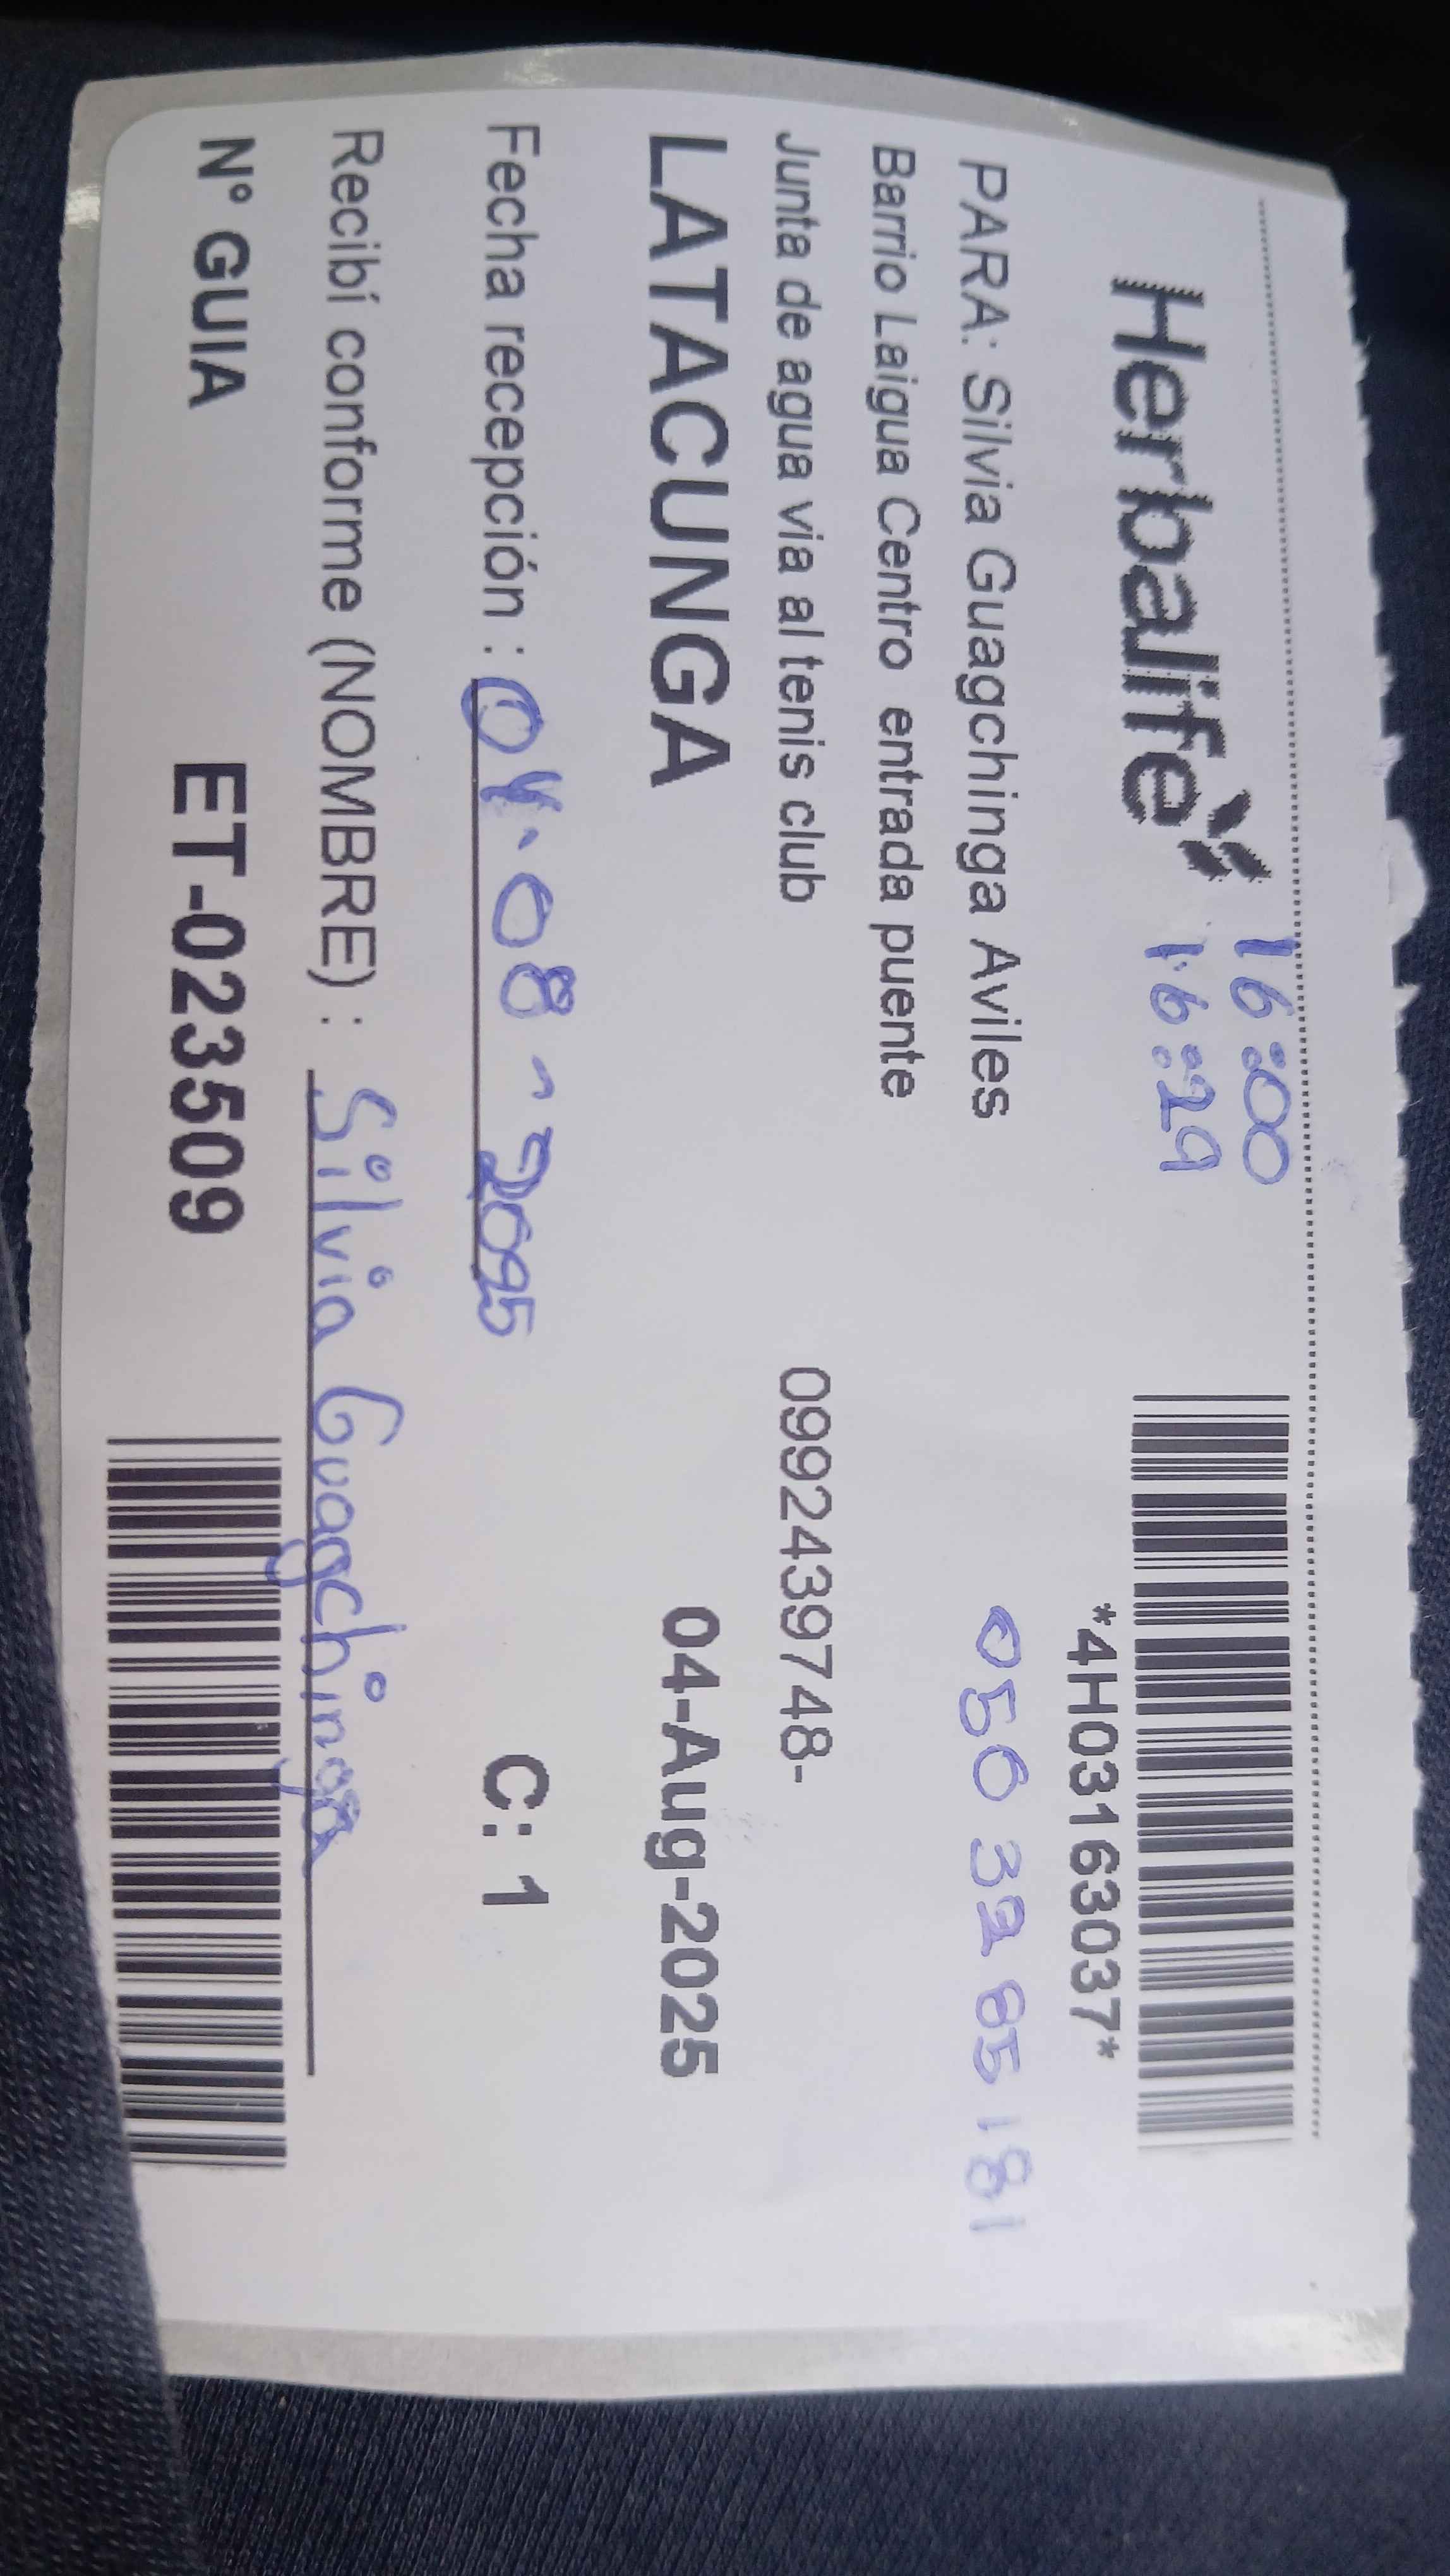 Herbalife
16:00
16:29
*4H03163037*
PARA: Silvia Guagchinga Aviles
0503285181
Barrio Laigua Centro entrada puente
Junta de agua via al tenis club
0992439748-
LATACUNGA
04-Aug-2025
Fecha recepción : 04.08-2025
C: 1
Recibí conforme (NOMBRE) : Silvia Guagchinga
N° GUIA
ET-023509